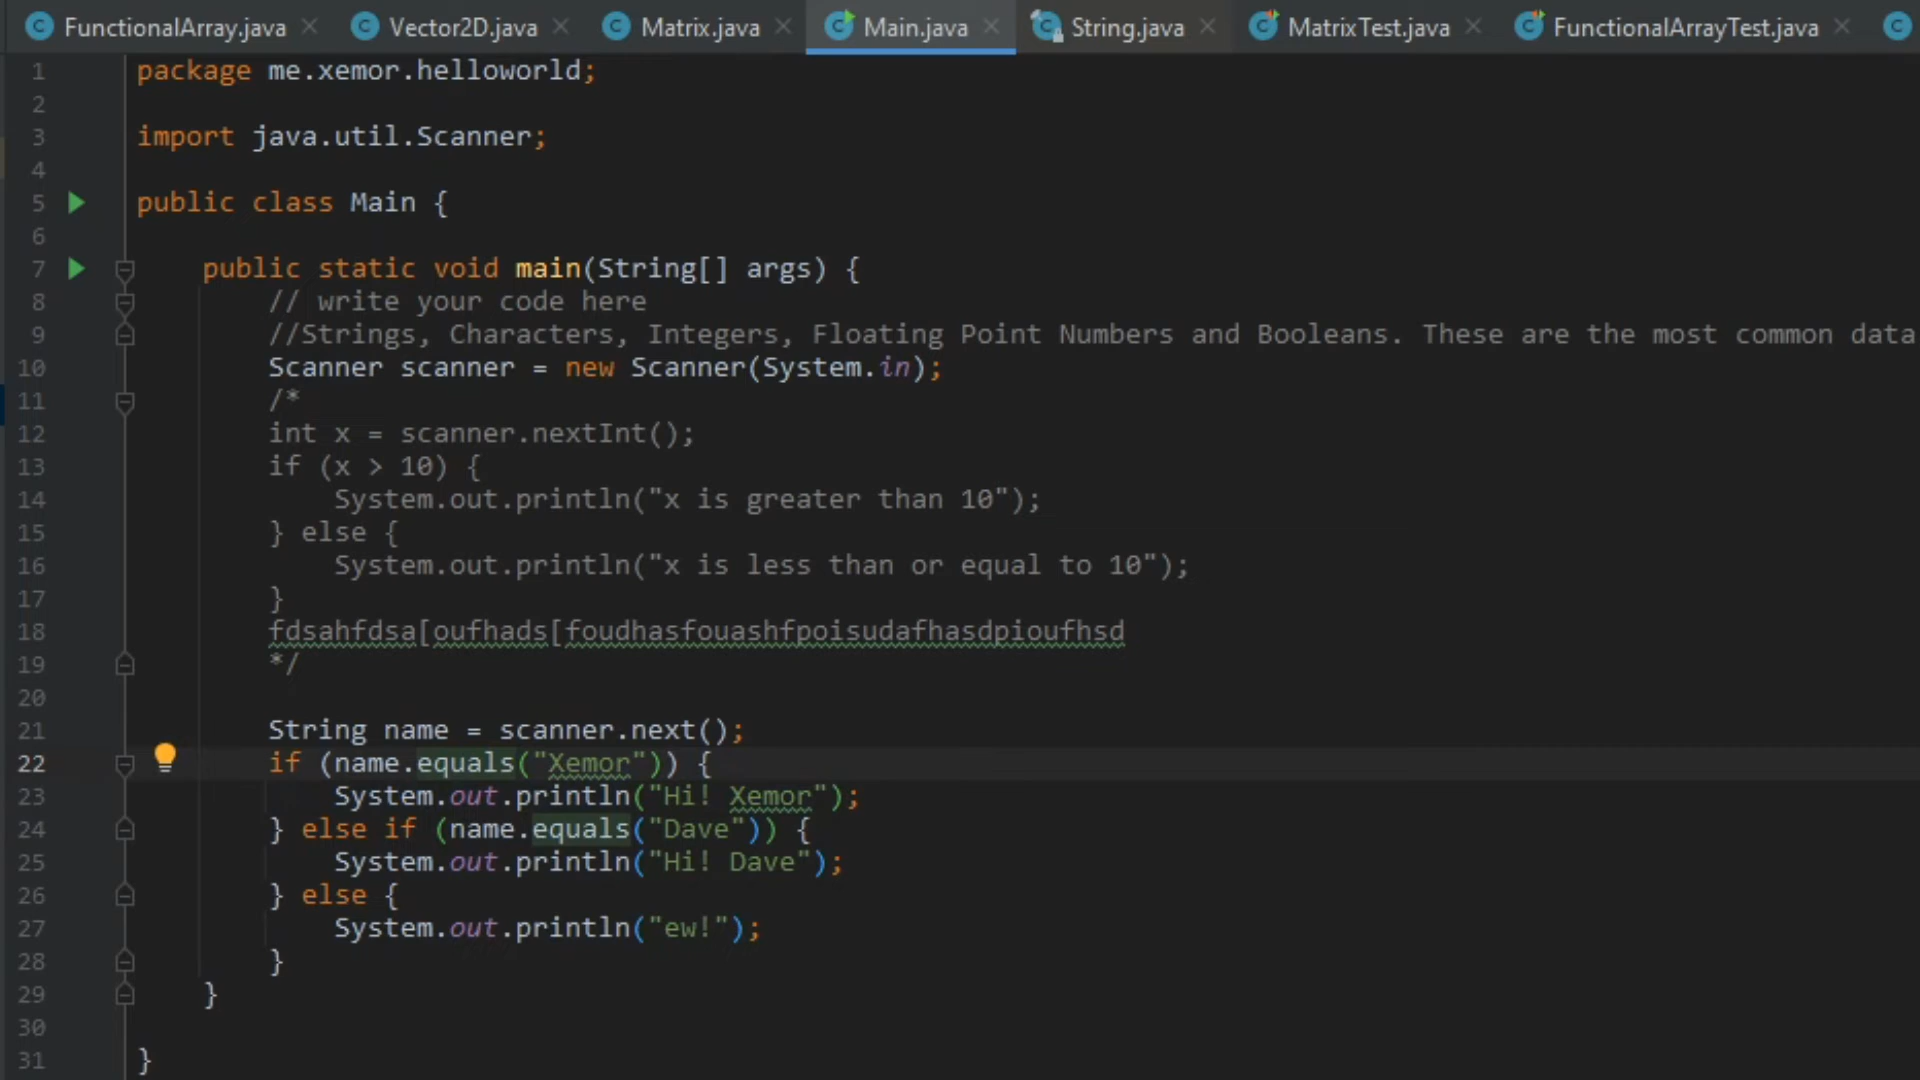 FunctionalArray.java Vector2D.java Matrix.java Main.java String.java MatrixTest.java FunctionalArrayTest.java
1 package me.xemor.helloworld;
2
3 import java.util.Scanner;
4
5 public class Main {
6
7 public static void main(String[] args) {
8 // write your code here
9 //Strings, Characters, Integers, Floating Point Numbers and Booleans. These are the most common data
10 Scanner scanner = new Scanner(System.in);
11 /*
12 int x = scanner.nextInt();
13 if (x > 10) {
14 System.out.println("x is greater than 10");
15 } else {
16 System.out.println("x is less than or equal to 10");
17 }
18 fdsahfdsa[oufhads[foudhasfouashfpoisudafhasdpioufhsd
19 */
20
21 String name = scanner.next();
22 if (name.equals("Xemor")) {
23 System.out.println("Hi! Xemor");
24 } else if (name.equals("Dave")) {
25 System.out.println("Hi! Dave");
26 } else {
27 System.out.println("ew!");
28 }
29 }
30
31 }